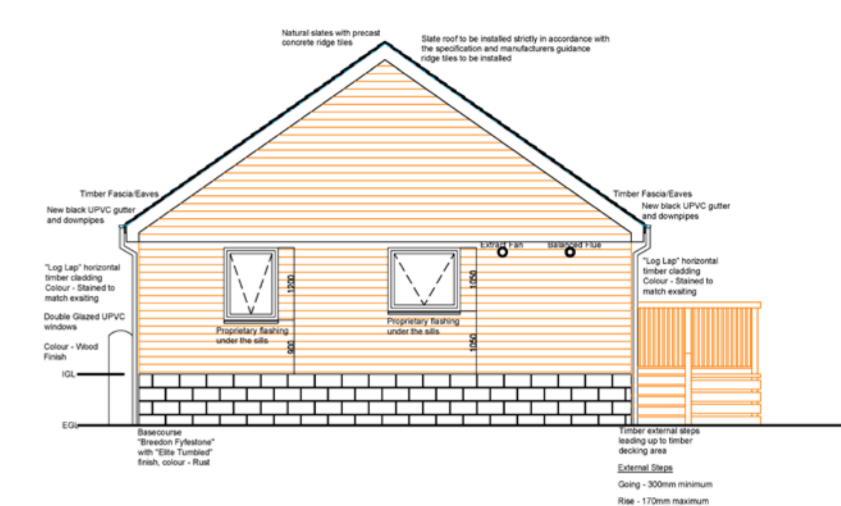 Natural slates with precast
concrete ridge tiles
Slate roof to be installed strictly in accordance with
the specification and manufacturers guidance
ridge tiles to be installed
Timber Fascia/Eaves
New black UPVC gutter
and downpipes
Timber Fascia/Eaves
New black UPVC gutter
and downpipes
Extract Fan
Balanced Flue
"Log Lap" horizontal
timber cladding
Colour - Stained to
match exsiting
Double Glazed UPVC
windows
Colour - Wood
Finish
1200
900
Proprietary flashing
under the sills
1050
1050
Proprietary flashing
under the sills
"Log Lap" horizontal
timber cladding
Colour - Stained to
match exsiting
IGL
EGL
Basecourse
"Breedon Fyfestone"
with "Elite Tumbled"
finish, colour - Rust
Timber external steps
leading up to timber
decking area
External Steps
Going - 300mm minimum
Rise - 170mm maximum